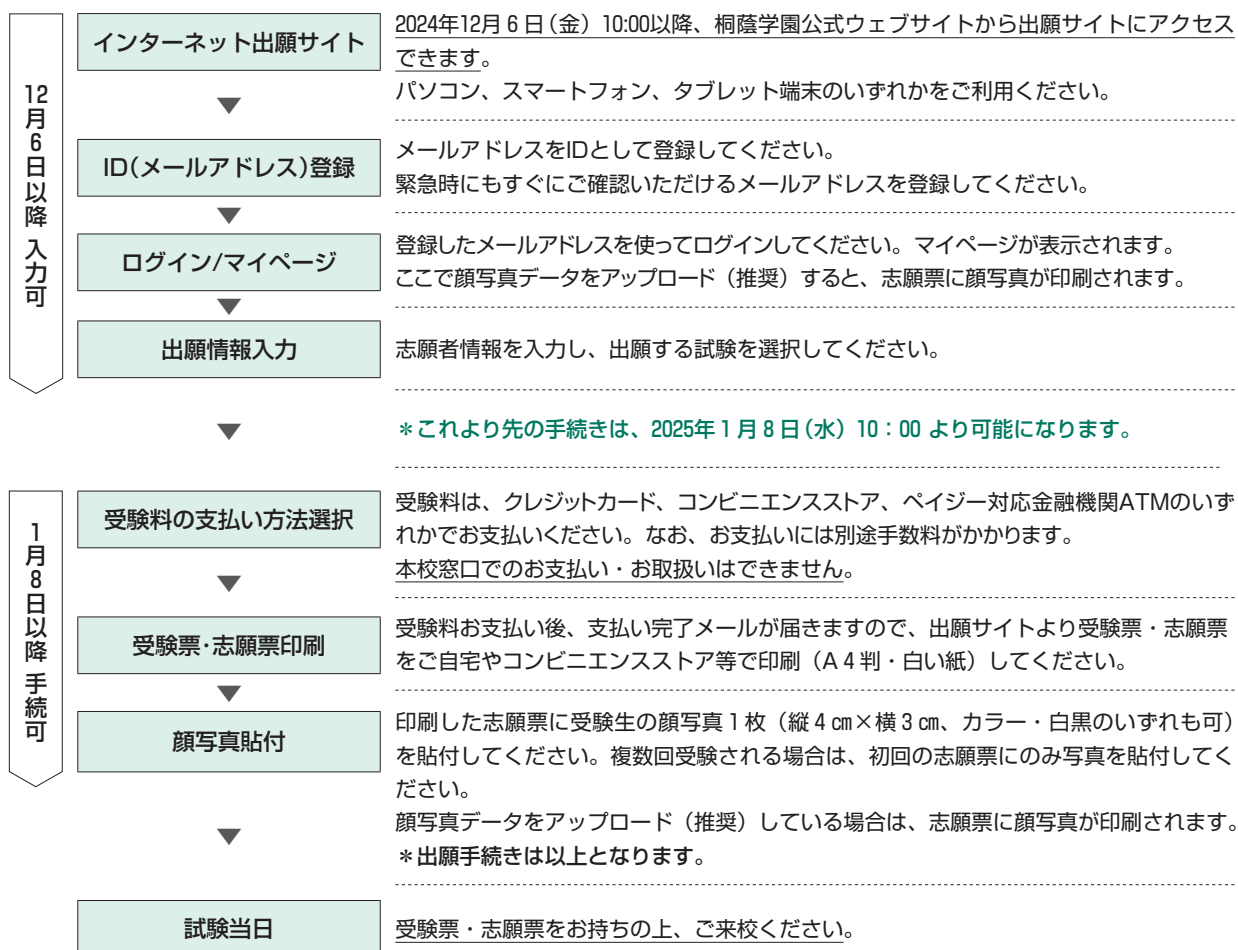 12月6日以降 入力可
インターネット出願サイト
2024年12月6日(金) 10:00以降、桐蔭学園公式ウェブサイトから出願サイトにアクセス
できます。
パソコン、スマートフォン、タブレット端末のいずれかをご利用ください。
▼
ID(メールアドレス)登録
メールアドレスをIDとして登録してください。
緊急時にもすぐにご確認いただけるメールアドレスを登録してください。
▼
ログイン/マイページ
登録したメールアドレスを使ってログインしてください。マイページが表示されます。
ここで顔写真データをアップロード(推奨)すると、志願票に顔写真が印刷されます。
▼
出願情報入力
志願者情報を入力し、出願する試験を選択してください。
▼
＊これより先の手続きは、2025年1月8日(水) 10：00 より可能になります。
1月8日以降 手続可
受験料の支払い方法選択
受験料は、クレジットカード、コンビニエンスストア、ペイジー対応金融機関ATMのいず
れかでお支払いください。なお、お支払いには別途手数料がかかります。
本校窓口でのお支払い・お取扱いはできません。
▼
受験票・志願票印刷
受験料お支払い後、支払い完了メールが届きますので、出願サイトより受験票・志願票
をご自宅やコンビニエンスストア等で印刷(A4判・白い紙)してください。
▼
顔写真貼付
印刷した志願票に受験生の顔写真1枚(縦4㎝×横3㎝、カラー・白黒のいずれも可)
を貼付してください。複数回受験される場合は、初回の志願票にのみ写真を貼付してく
ださい。
顔写真データをアップロード(推奨)している場合は、志願票に顔写真が印刷されます。
＊出願手続きは以上となります。
▼
試験当日
受験票・志願票をお持ちの上、ご来校ください。